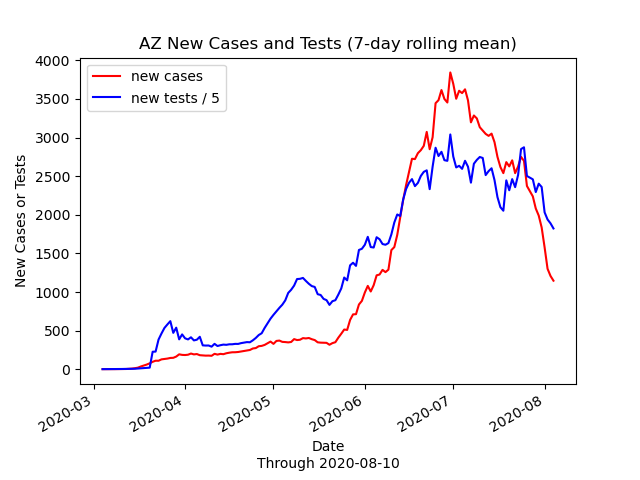 AZ New Cases and Tests (7-day rolling mean)
new cases
new tests / 5
4000
3500
3000
2500
2000
1500
1000
500
0
New Cases or Tests
2020-03
2020-04
2020-05
2020-06
2020-07
2020-08
Date
Through 2020-08-10